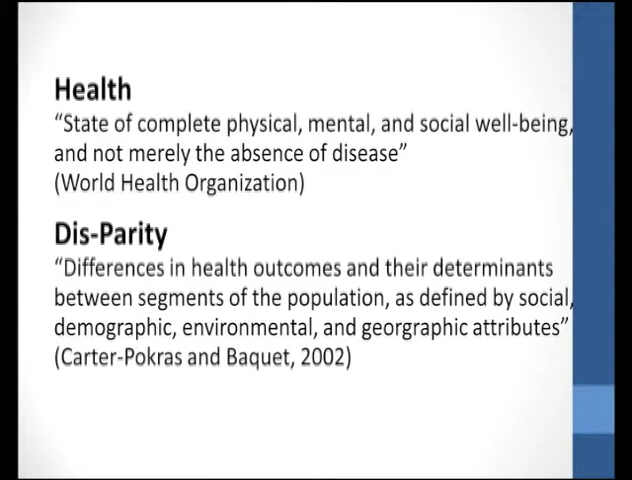 Health
“State of complete physical, mental, and social well-being,
and not merely the absence of disease”
(World Health Organization)
Dis-Parity
“Differences in health outcomes and their determinants
between segments of the population, as defined by social,
demographic, environmental, and georgraphic attributes”
(Carter-Pokras and Baquet, 2002)